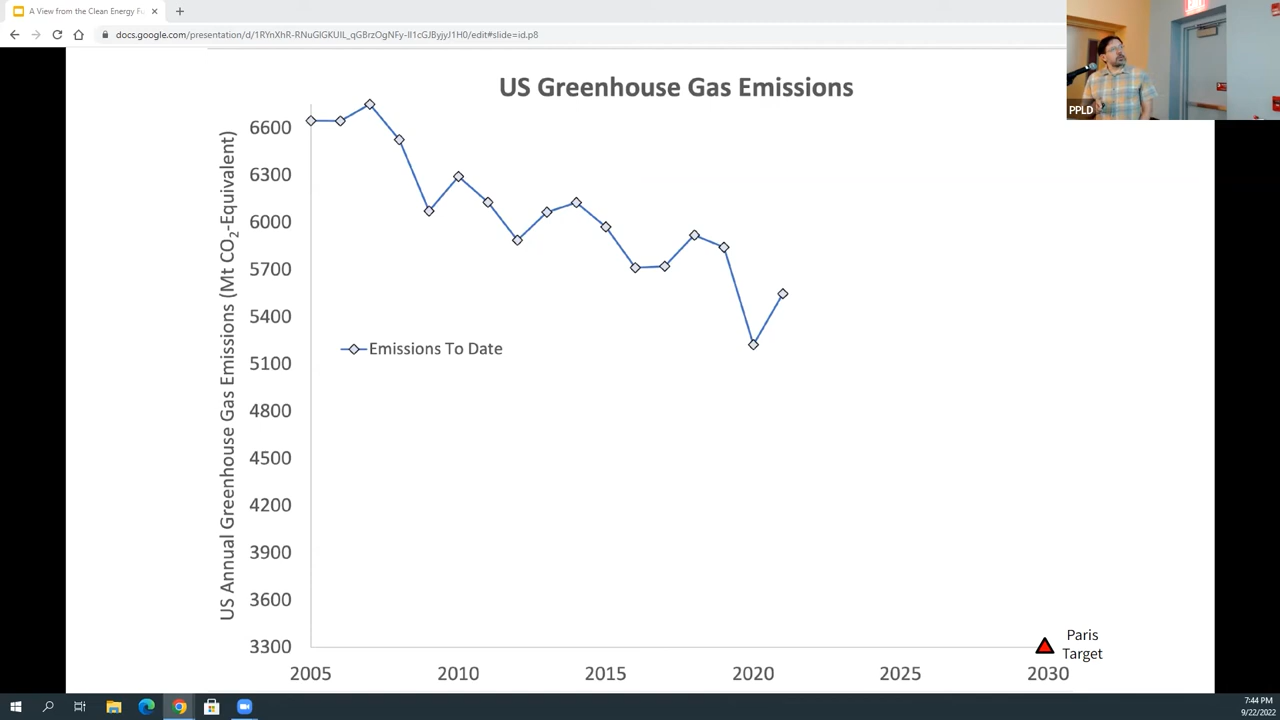 A View from the Clean Energy Fu
docs.google.com/presentation/d/1RYnXhR-RNuGlGKUlL_qGBrzOgNFy-lI1cGJByjyJ1H0/edit#slide=id.p8
EXIT
PPLD
US Greenhouse Gas Emissions
US Annual Greenhouse Gas Emissions (Mt CO2-Equivalent)
6600
6300
6000
5700
5400
5100
4800
4500
4200
3900
3600
3300
Emissions To Date
Paris
Target
2005 2010 2015 2020 2025 2030
7:44 PM
9/22/2022